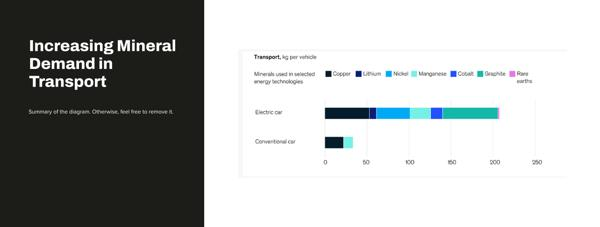 Increasing Mineral
Demand in
Transport
Summary of the diagram. Otherwise, feel free to remove it.
Transport, kg per vehicle
Minerals used in selected
energy technologies
Copper Lithium Nickel Manganese Cobalt Graphite Rare
earths
Electric car
Conventional car
0 50 100 150 200 250